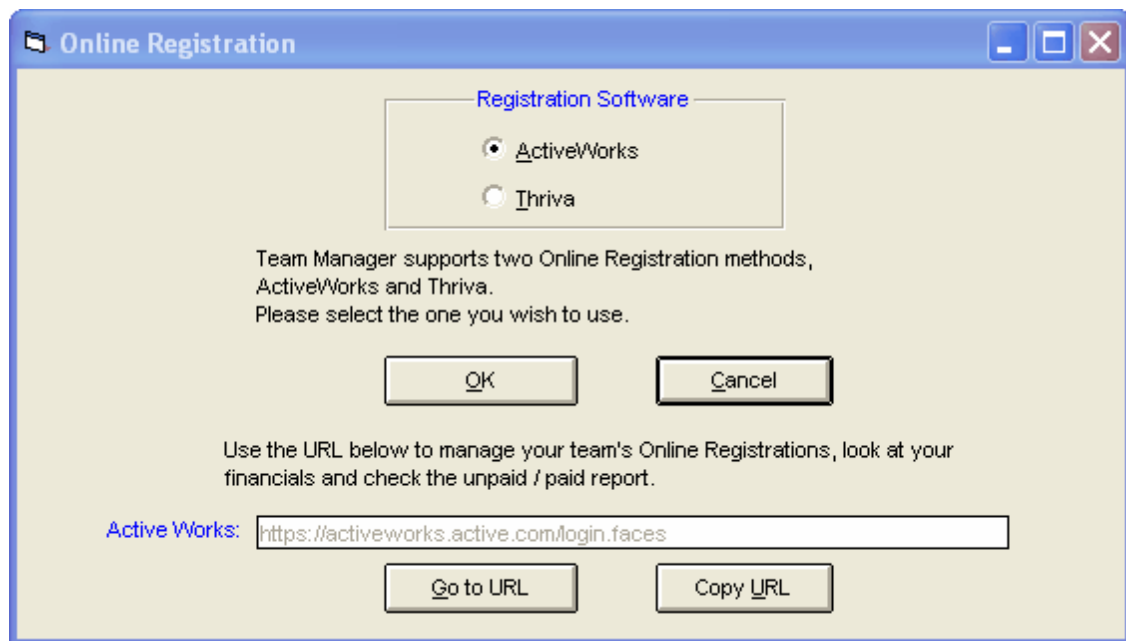 Online Registration
Registration Software
ActiveWorks
Thriva
Team Manager supports two Online Registration methods,
ActiveWorks and Thriva.
Please select the one you wish to use.
OK Cancel
Use the URL below to manage your team's Online Registrations, look at your
financials and check the unpaid / paid report.
Active Works: https://activeworks.active.com/login.faces
Go to URL Copy URL